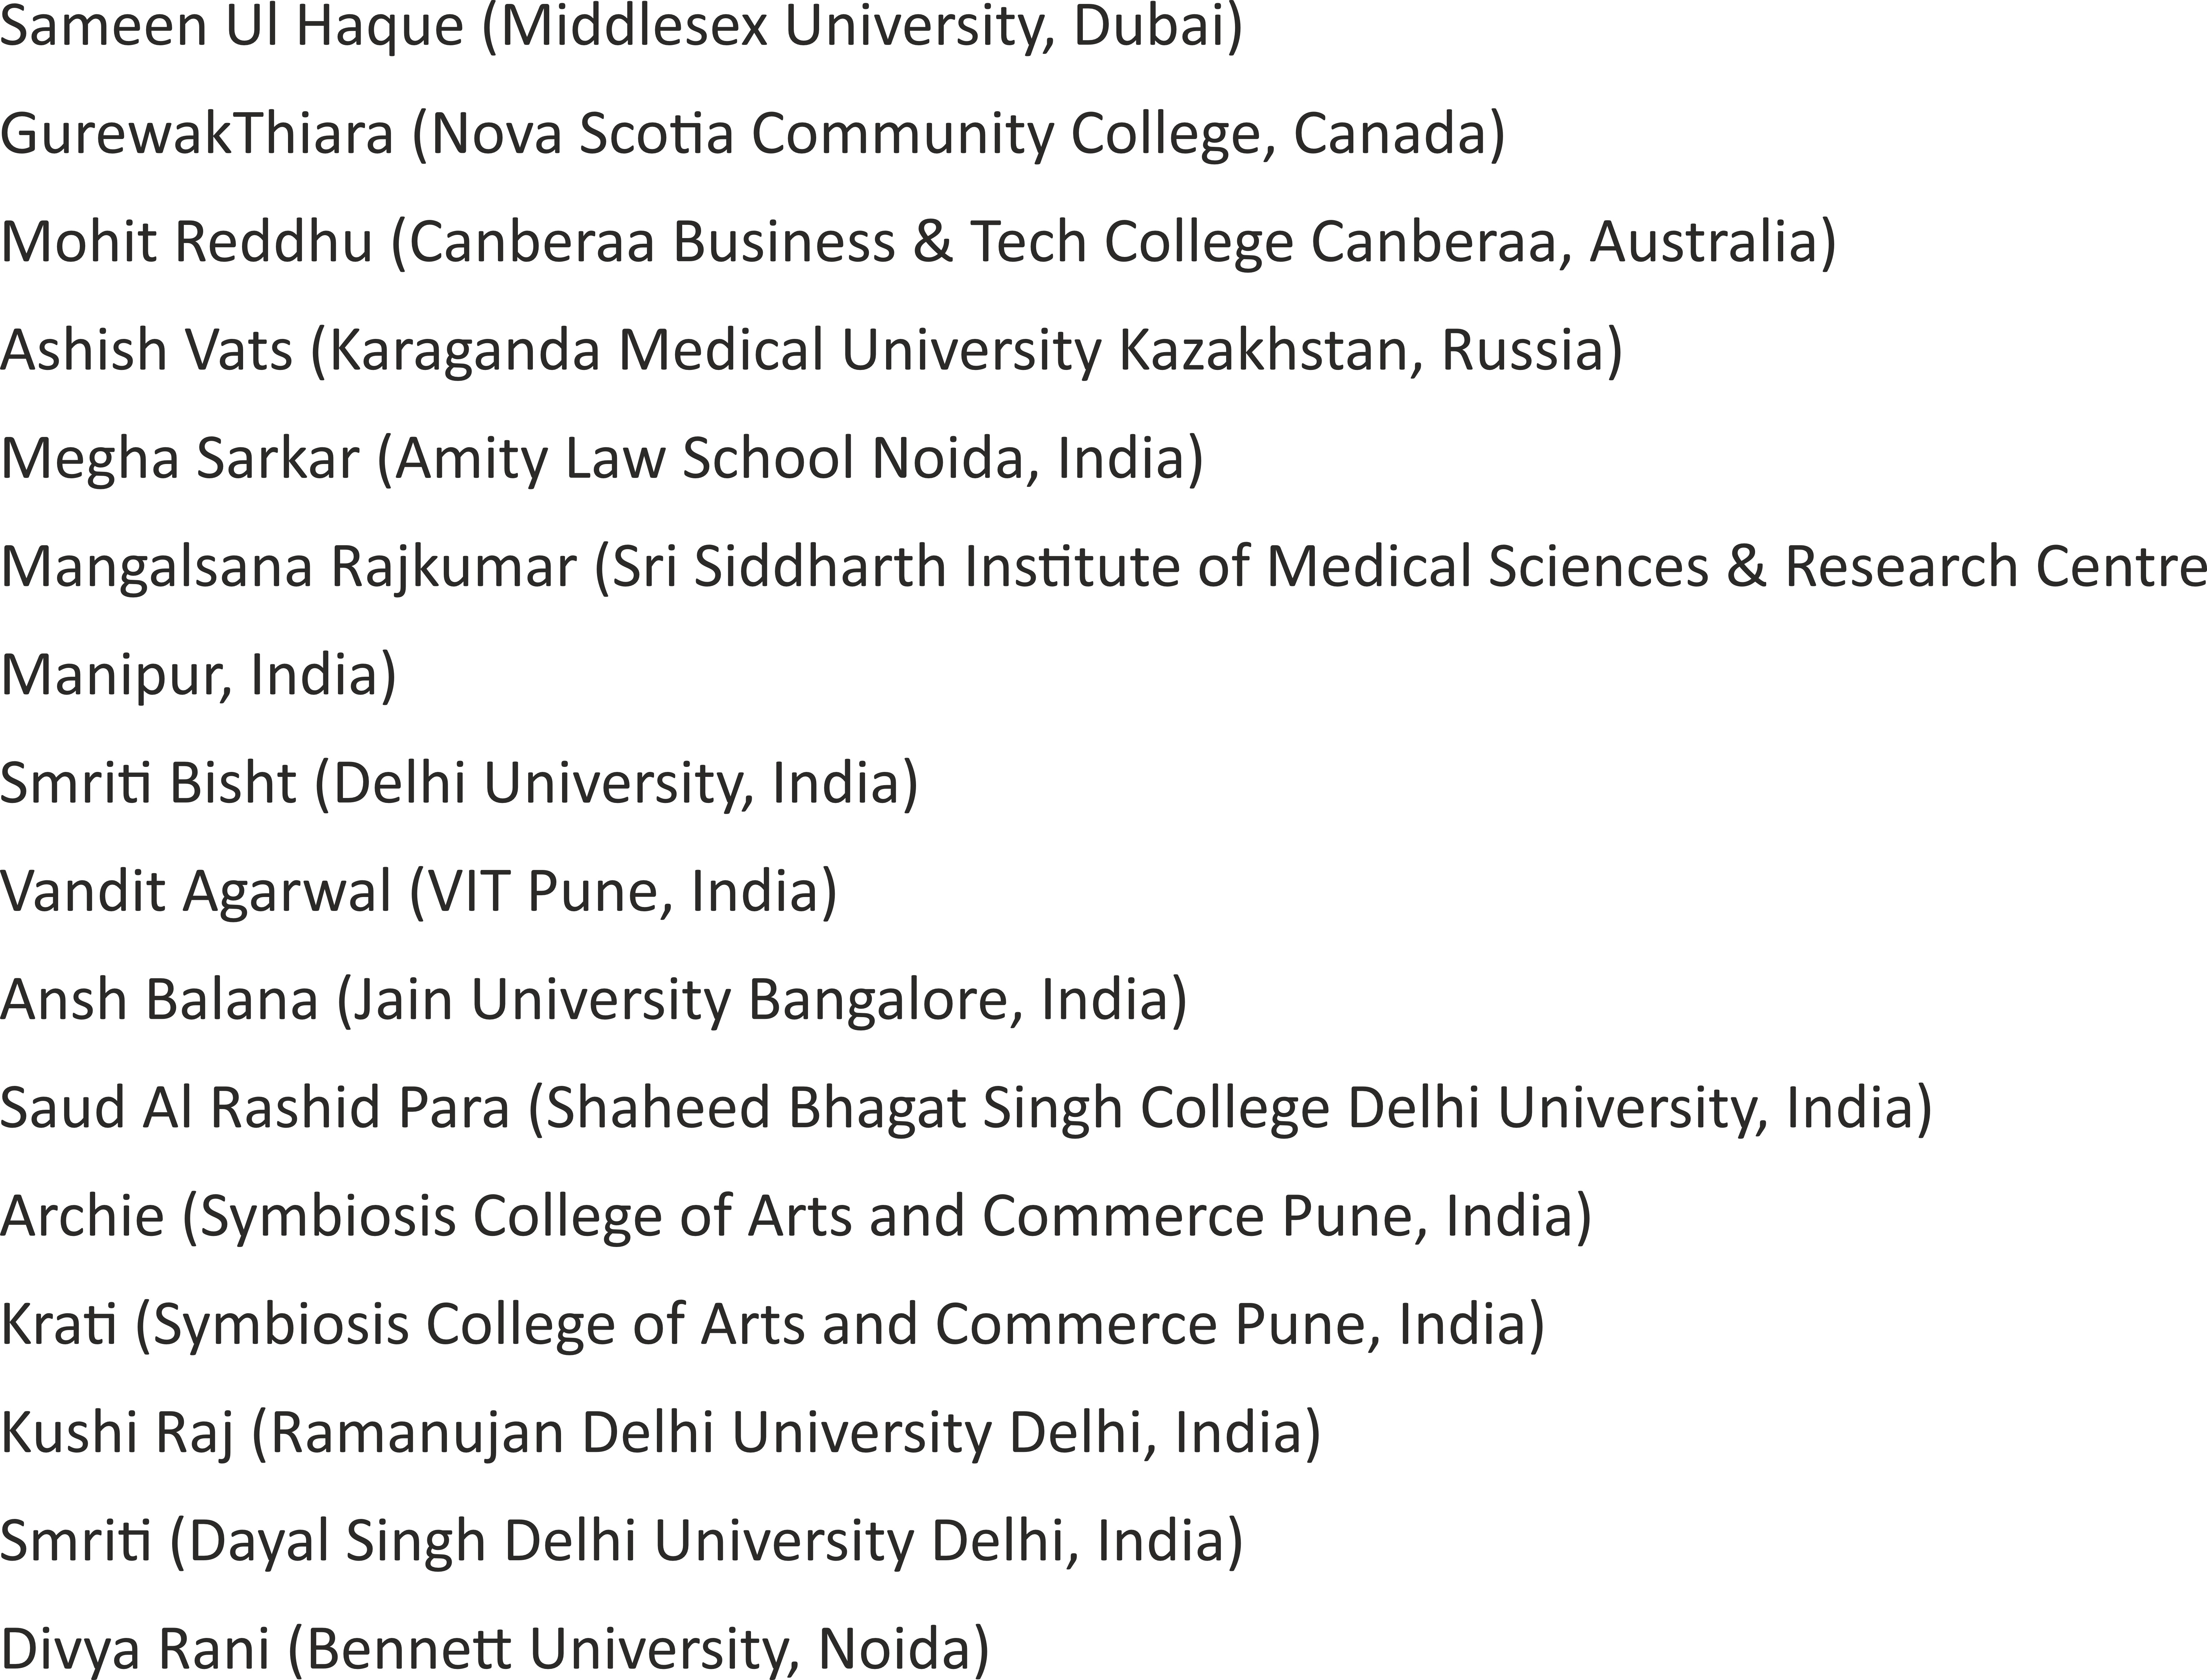 Sameen Ul Haque (Middlesex University, Dubai)
GurewakThiara (Nova Scotia Community College, Canada)
Mohit Reddhu (Canberaa Business & Tech College Canberaa, Australia)
Ashish Vats (Karaganda Medical University Kazakhstan, Russia)
Megha Sarkar (Amity Law School Noida, India)
Mangalsana Rajkumar (Sri Siddharth Institute of Medical Sciences & Research Centre
Manipur, India)
Smriti Bisht (Delhi University, India)
Vandit Agarwal (VIT Pune, India)
Ansh Balana (Jain University Bangalore, India)
Saud Al Rashid Para (Shaheed Bhagat Singh College Delhi University, India)
Archie (Symbiosis College of Arts and Commerce Pune, India)
Krati (Symbiosis College of Arts and Commerce Pune, India)
Kushi Raj (Ramanujan Delhi University Delhi, India)
Smriti (Dayal Singh Delhi University Delhi, India)
Divya Rani (Bennett University, Noida)